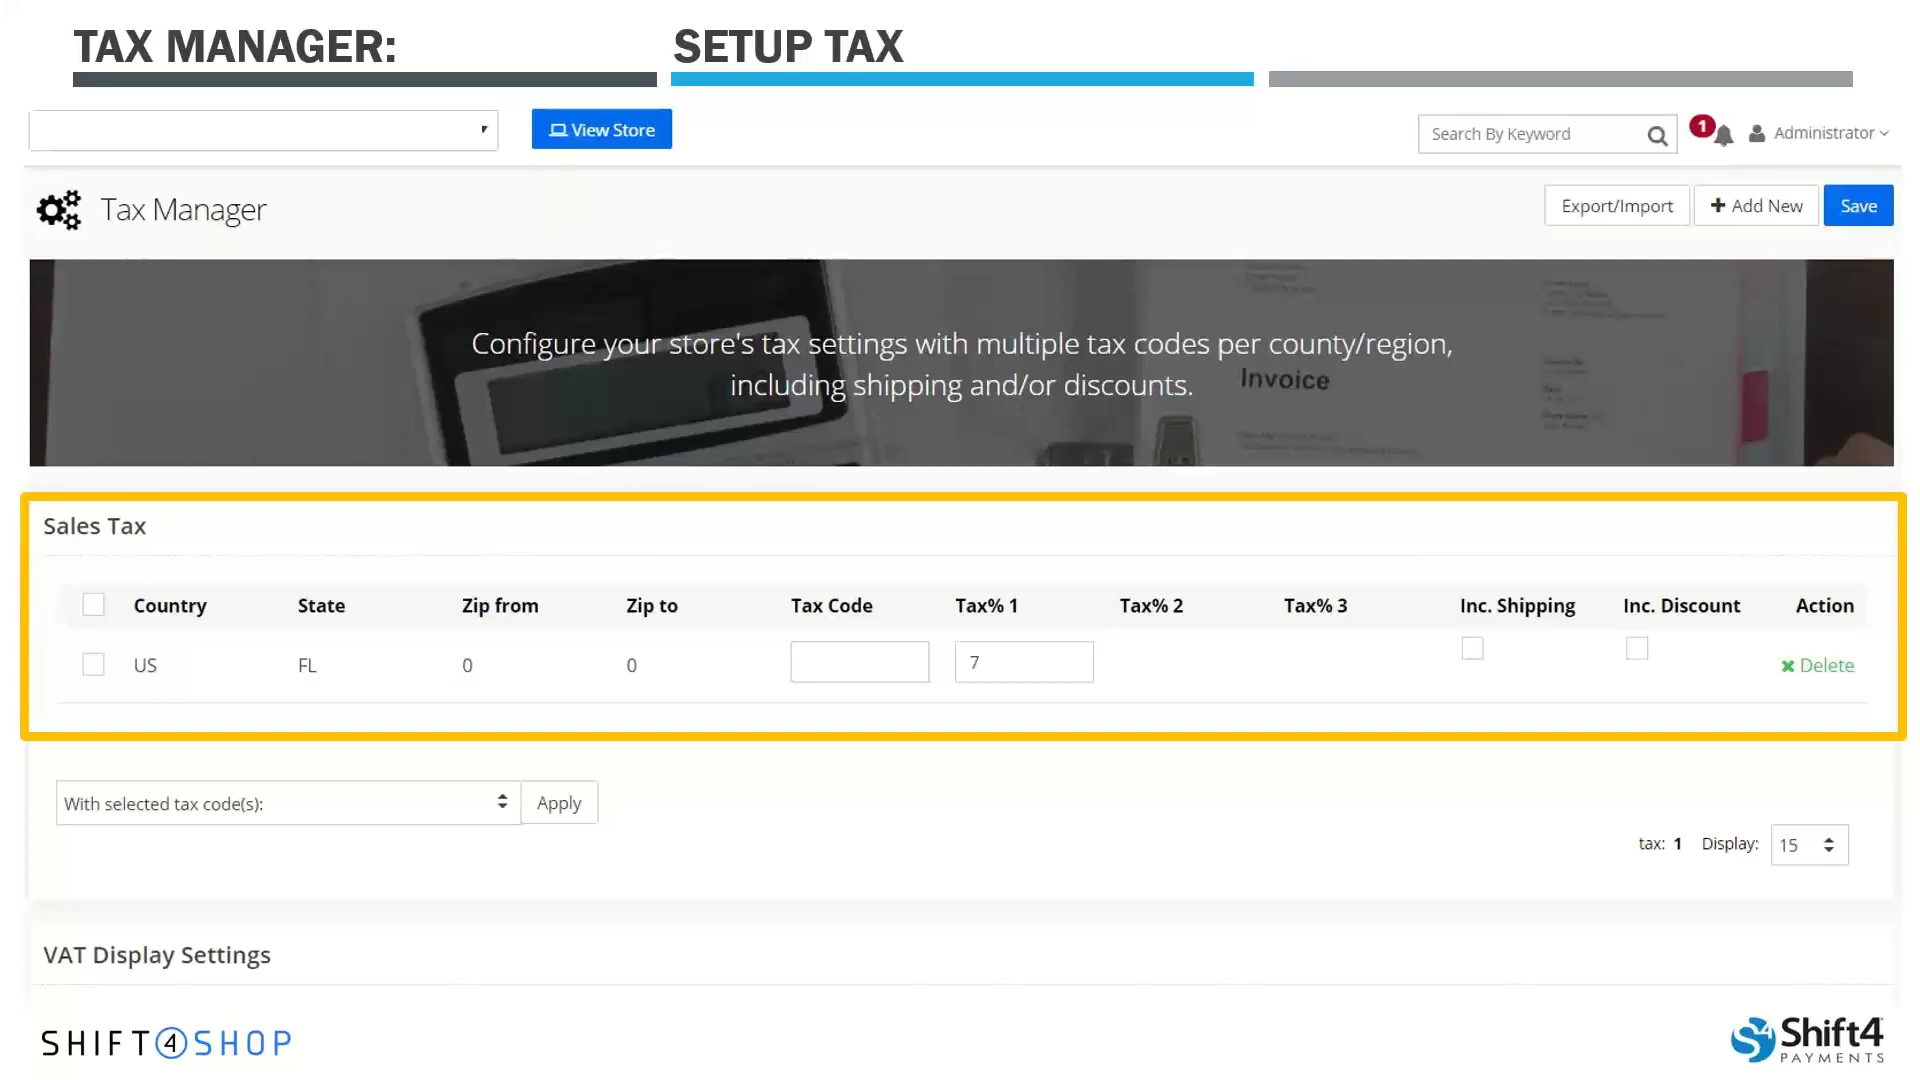 TAX MANAGER:
SETUP TAX
View Store
Search By Keyword
1
Administrator
Tax Manager
Export/Import
+ Add New
Save
Configure your store's tax settings with multiple tax codes per county/region,
including shipping and/or discounts.
Invoice
Sales Tax
Country State Zip from Zip to Tax Code Tax% 1 Tax% 2 Tax% 3 Inc. Shipping Inc. Discount Action
US FL 0 0 7 Delete
With selected tax code(s):
Apply
tax: 1 Display: 15
VAT Display Settings
SHIFT4SHOP
S4 Shift4
PAYMENTS